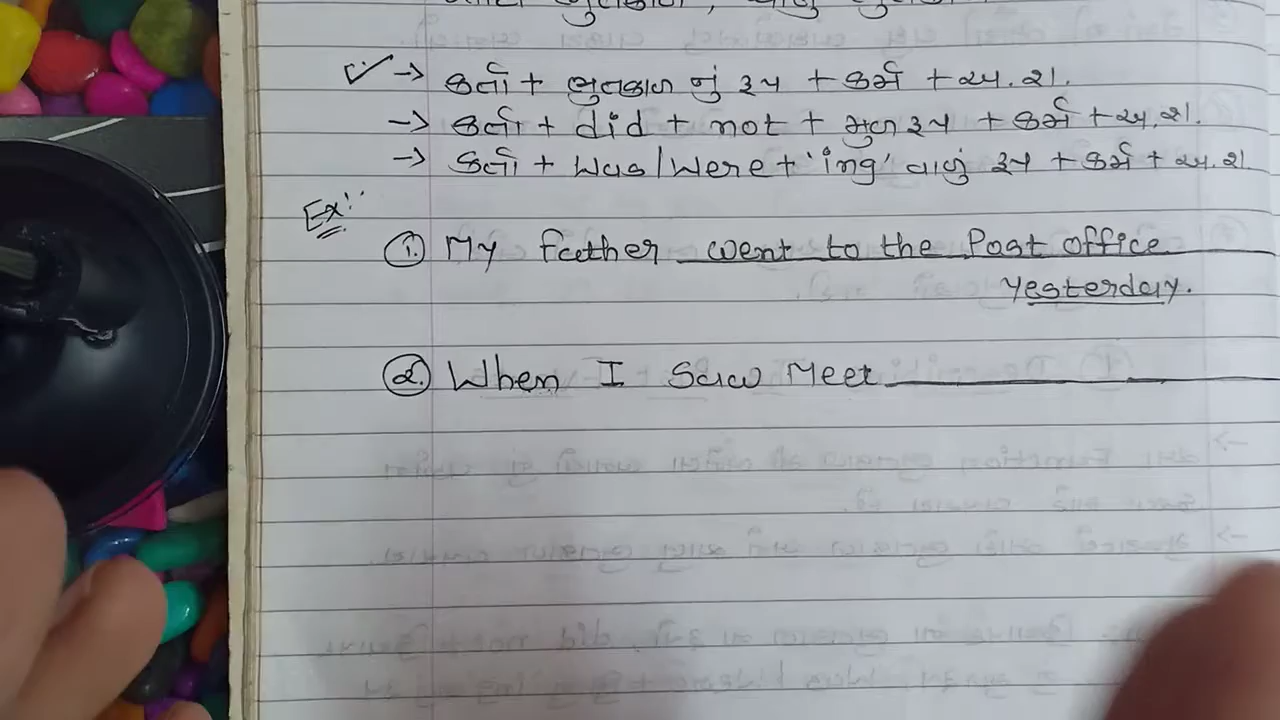 → કર્તા + ભુતકાળ નું રૂપ + કર્મ + અ.શ.
→ કર્તા + did + not + મુળ રૂપ + કર્મ + અ.શ.
→ કર્તા + was/were + 'ing' વાળું રૂપ + કર્મ + અ.શ.
Ex:
①. My father went to the Post office
yesterday.
②. When I saw Meet